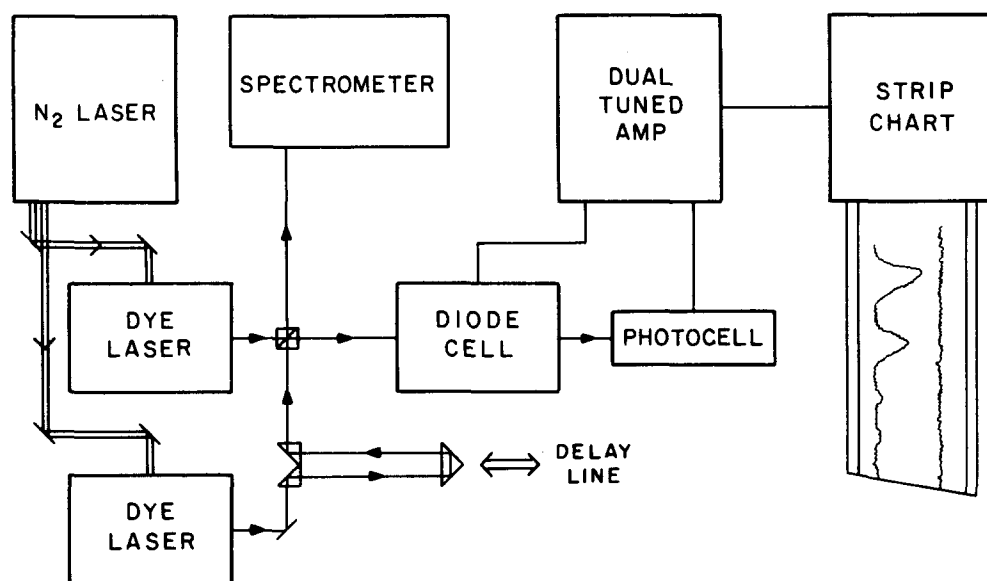 N₂ LASER
SPECTROMETER
DUAL
TUNED
AMP
STRIP
CHART
DYE
LASER
DIODE
CELL
PHOTOCELL
DELAY
LINE
DYE
LASER